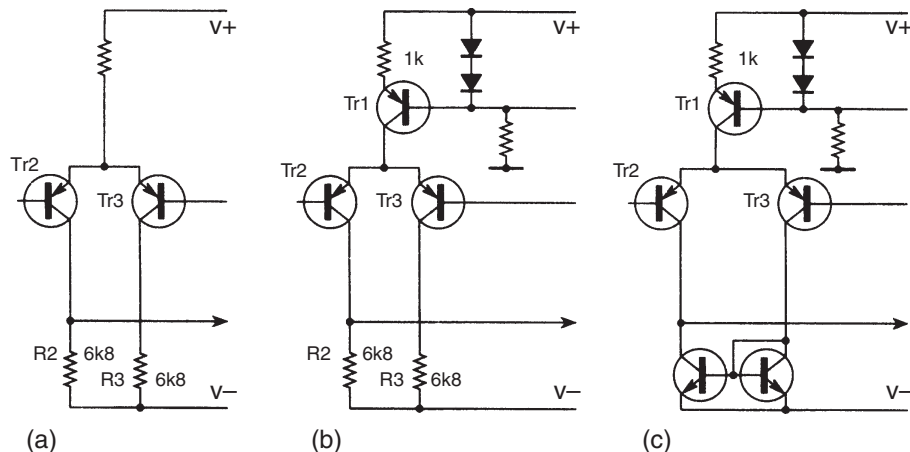 V+
Tr2
Tr3
R2
6k8
R3
6k8
V−
(a)
V+
1k
Tr1
Tr2
Tr3
R2
6k8
R3
6k8
V−
(b)
V+
1k
Tr1
Tr2
Tr3
V−
(c)